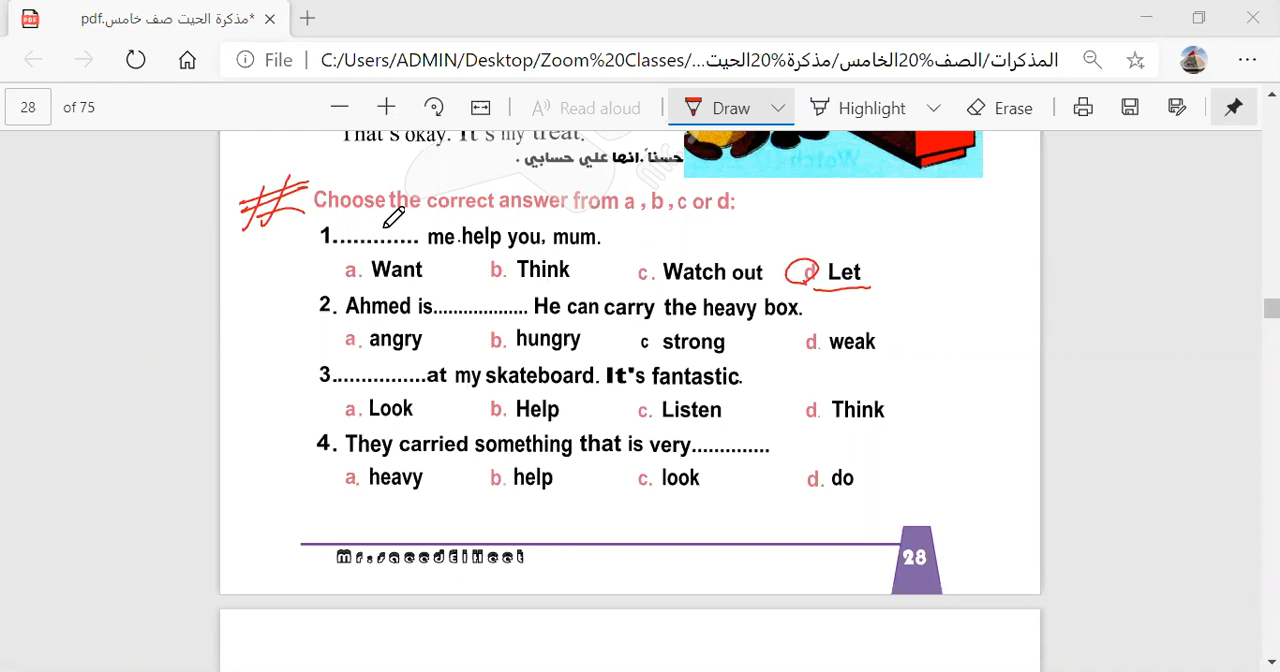 *مذكرة الحيت صف خامس.pdf
File | C:/Users/ADMIN/Desktop/Zoom%20Classes/المذكرات/الصف%20الخامس/مذكرة%20الحيت...
28 of 75 Read aloud Draw Highlight Erase
That's okay. It's my treat.
حسناً. انها علي حسابي .
Choose the correct answer from a , b , c or d:
1............. me help you, mum.
a. Want b. Think c. Watch out d Let
2. Ahmed is................... He can carry the heavy box.
a. angry b. hungry c strong d. weak
3...............at my skateboard. It's fantastic.
a. Look b. Help c. Listen d. Think
4. They carried something that is very..............
a. heavy b. help c. look d. do
Mr.raeedElHeet
28